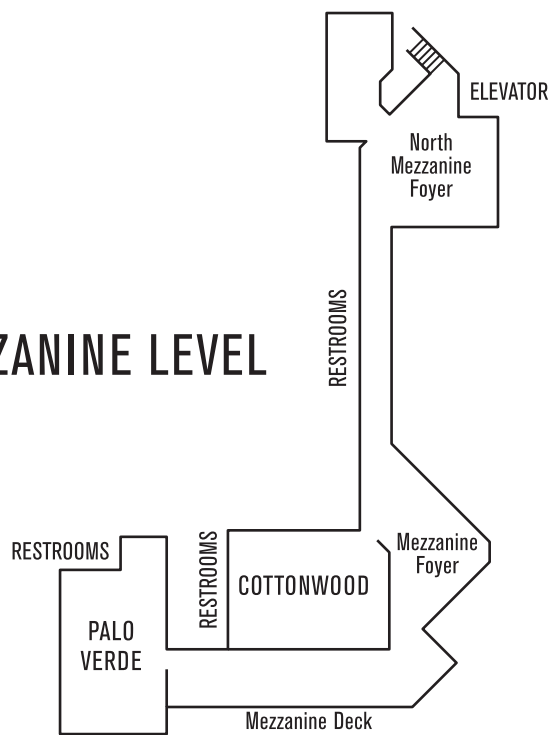 ELEVATOR
North
Mezzanine
Foyer
RESTROOMS
ZANINE LEVEL
RESTROOMS
RESTROOMS
COTTONWOOD
Mezzanine
Foyer
PALO
VERDE
Mezzanine Deck